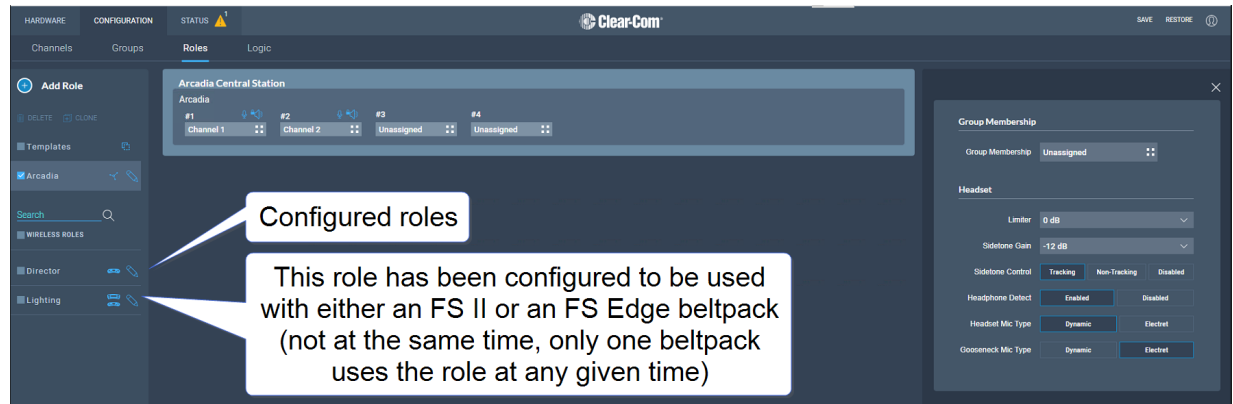 HARDWARE CONFIGURATION STATUS 1 Clear-Com SAVE RESTORE
Channels Groups Roles Logic
Add Role
DELETE CLONE
Templates
Arcadia
Search
WIRELESS ROLES
Director
Lighting
Arcadia Central Station
Arcadia
#1 #2 #3 #4
Channel 1 Channel 2 Unassigned Unassigned
Configured roles
This role has been configured to be used
with either an FS II or an FS Edge beltpack
(not at the same time, only one beltpack
uses the role at any given time)
Group Membership
Group Membership Unassigned
Headset
Limiter 0 dB
Sidetone Gain -12 dB
Sidetone Control Tracking Non-Tracking Disabled
Headphone Detect Enabled Disabled
Headset Mic Type Dynamic Electret
Gooseneck Mic Type Dynamic Electret